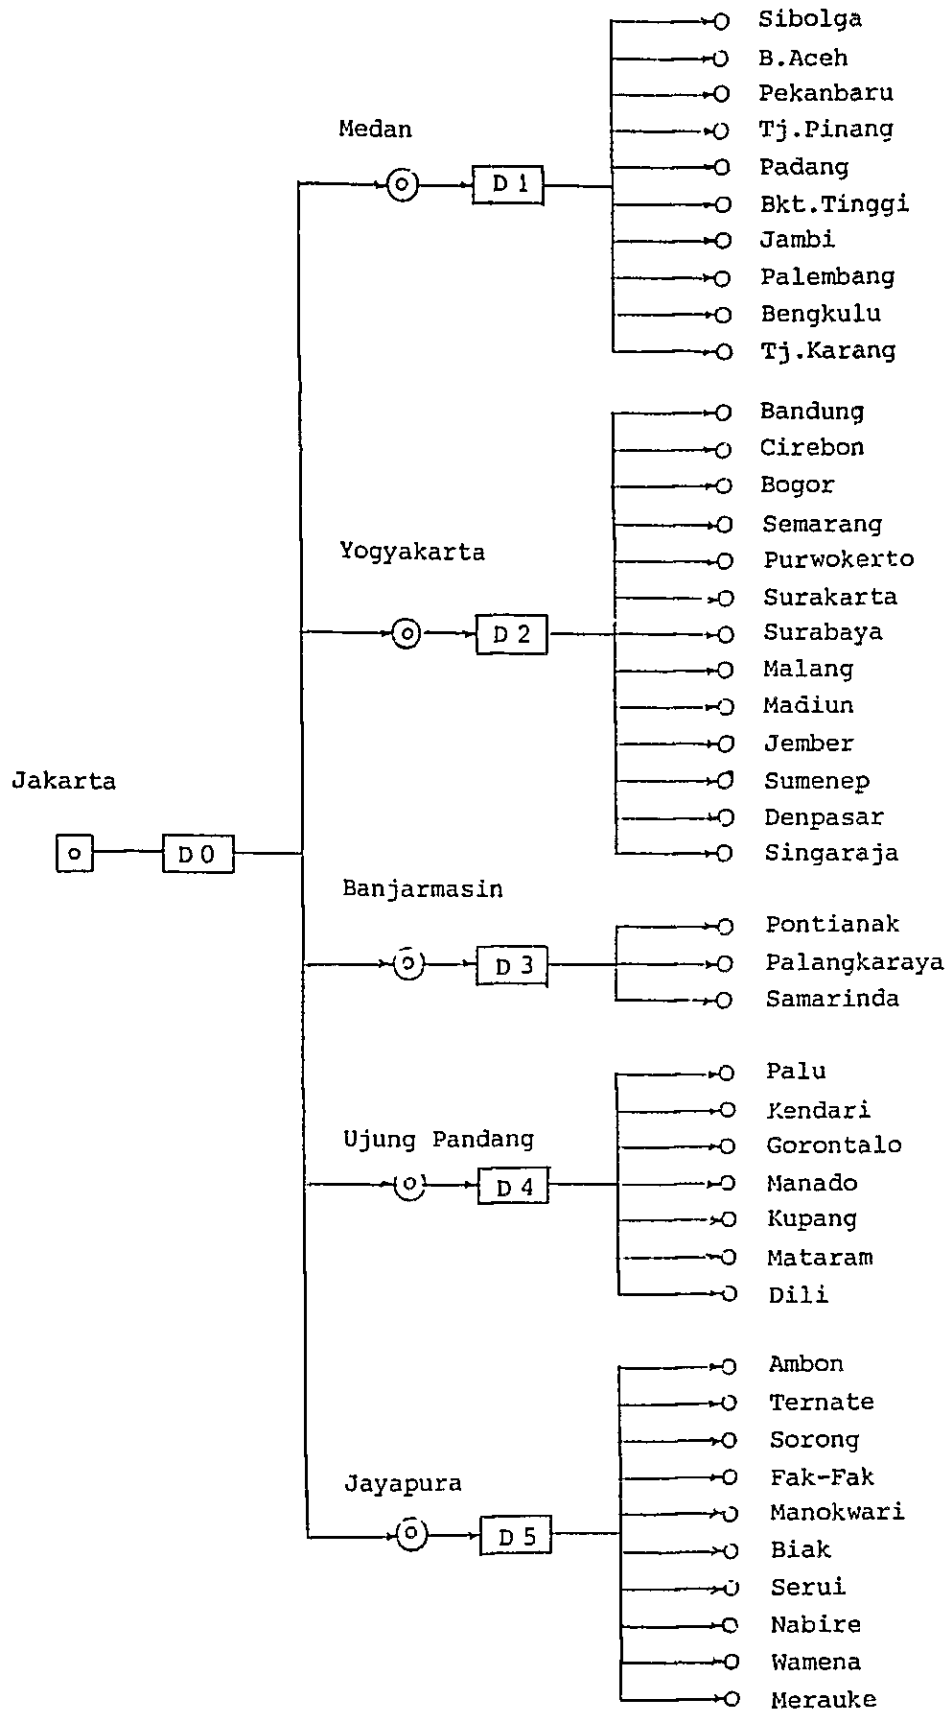 Jakarta
D 0
Medan
D 1
Sibolga
B.Aceh
Pekanbaru
Tj.Pinang
Padang
Bkt.Tinggi
Jambi
Palembang
Bengkulu
Tj.Karang
Yogyakarta
D 2
Bandung
Cirebon
Bogor
Semarang
Purwokerto
Surakarta
Surabaya
Malang
Madiun
Jember
Sumenep
Denpasar
Singaraja
Banjarmasin
D 3
Pontianak
Palangkaraya
Samarinda
Ujung Pandang
D 4
Palu
Kendari
Gorontalo
Manado
Kupang
Mataram
Dili
Jayapura
D 5
Ambon
Ternate
Sorong
Fak-Fak
Manokwari
Biak
Serui
Nabire
Wamena
Merauke